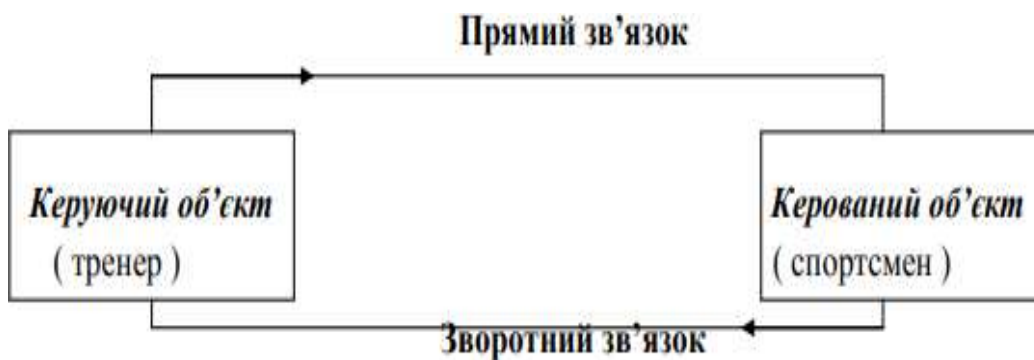 Прямий зв’язок
Керуючий об’єкт
( тренер )
Керований об’єкт
( спортсмен )
Зворотний зв’язок